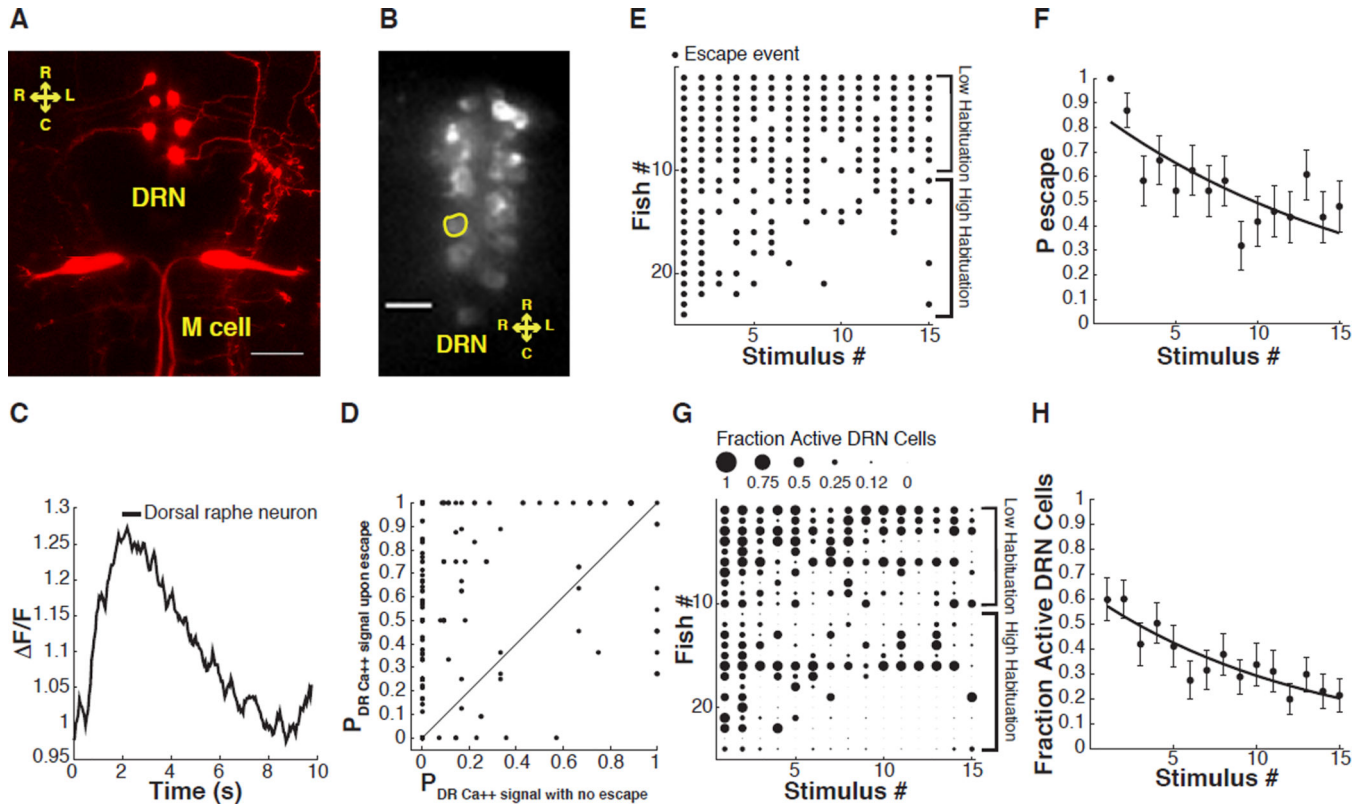 A
R
R L
C
DRN
M cell
B
R
R L
C
DRN
E
Escape event
Fish #
10
20
5 10 15
Stimulus #
Low Habituation
High Habituation
F
P escape
1
0.9
0.8
0.7
0.6
0.5
0.4
0.3
0.2
0.1
0
0 5 10 15
Stimulus #
C
Dorsal raphe neuron
ΔF/F
1.3
1.25
1.2
1.15
1.1
1.05
1
0.95
0 2 4 6 8 10
Time (s)
D
P DR Ca++ signal upon escape
1
0.9
0.8
0.7
0.6
0.5
0.4
0.3
0.2
0.1
0
0 0.2 0.4 0.6 0.8 1
P DR Ca++ signal with no escape
G
Fraction Active DRN Cells
1 0.75 0.5 0.25 0.12 0
Fish #
10
20
5 10 15
Stimulus #
Low Habituation
High Habituation
H
Fraction Active DRN Cells
1
0.9
0.8
0.7
0.6
0.5
0.4
0.3
0.2
0.1
0
0 5 10 15
Stimulus #